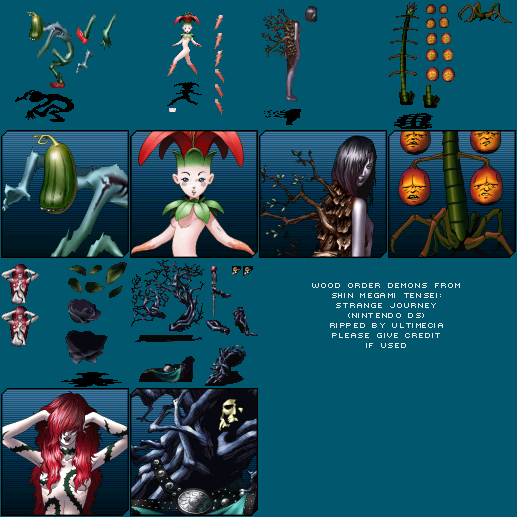 WOOD ORDER DEMONS FROM
SHIN MEGAMI TENSEI:
STRANGE JOURNEY
(NINTENDO DS)
RIPPED BY ULTIMECIA
PLEASE GIVE CREDIT
IF USED